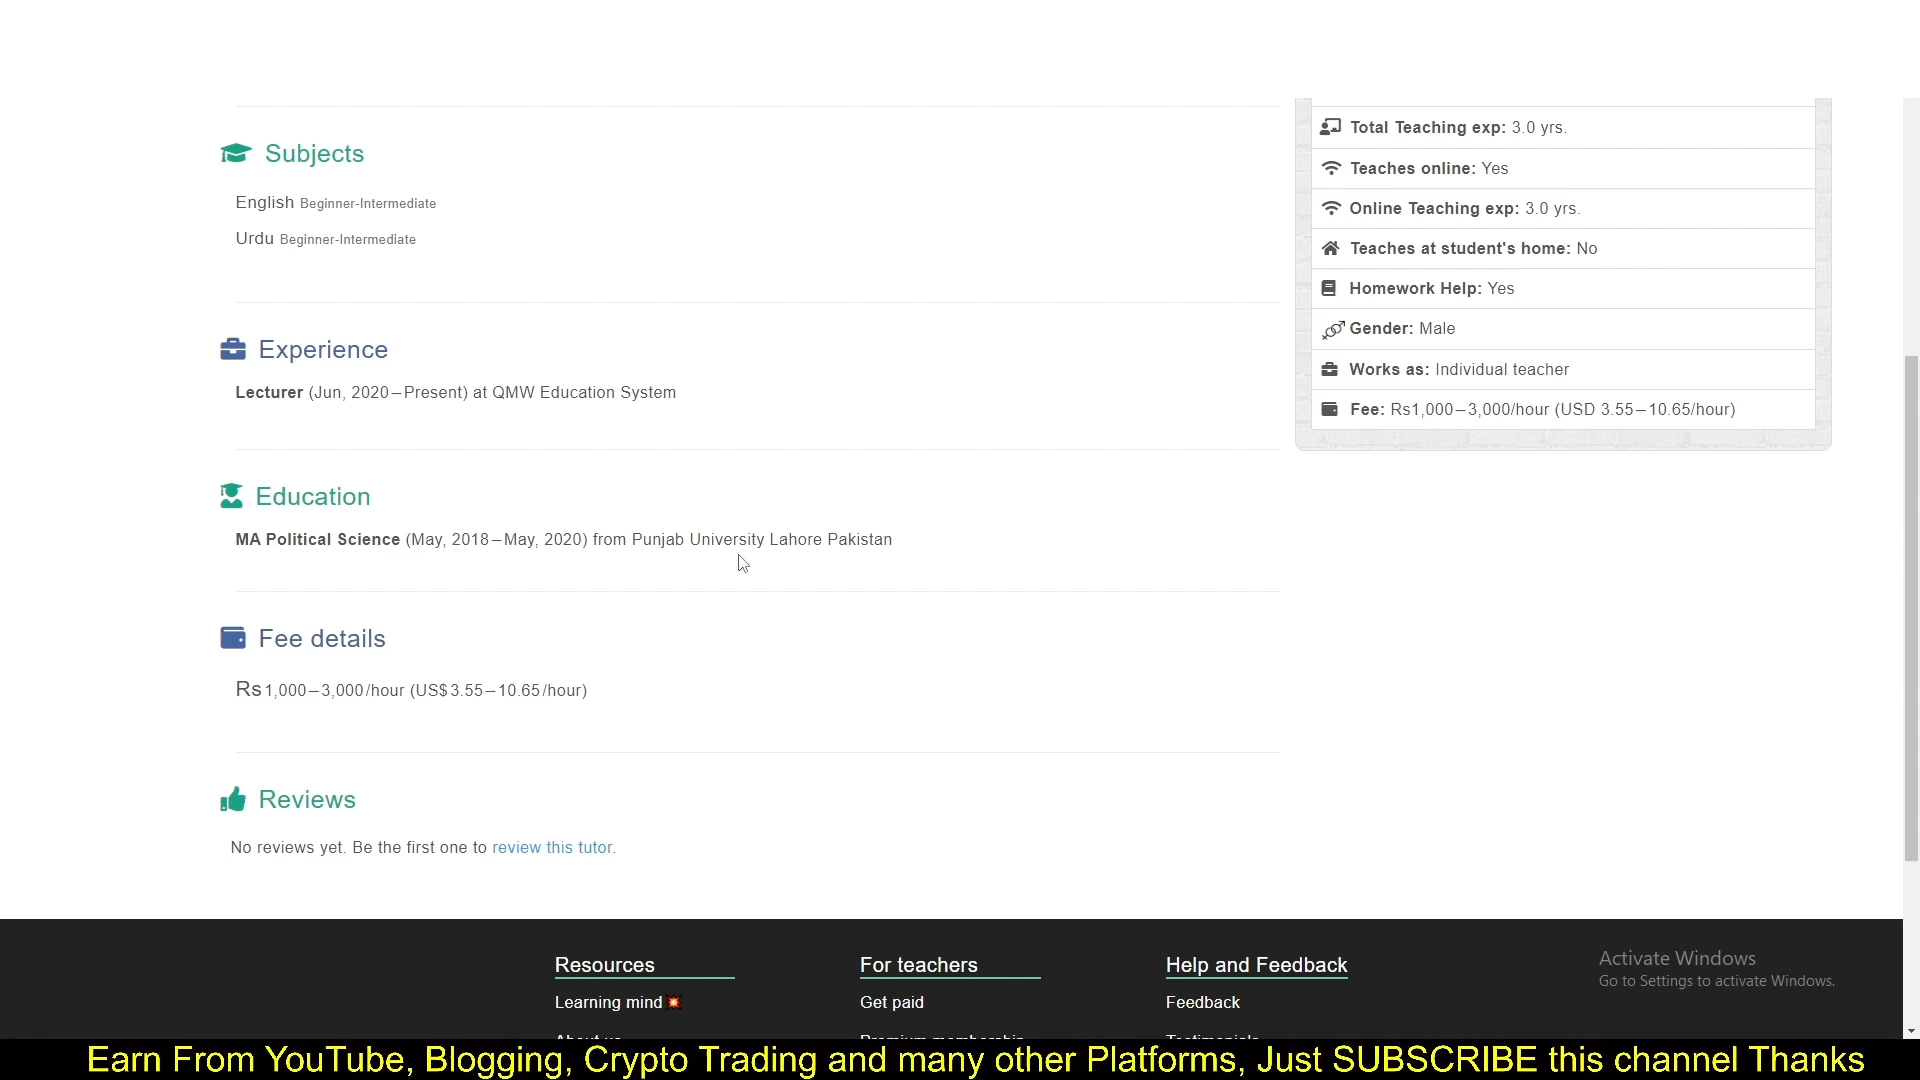 Subjects
English Beginner-Intermediate
Urdu Beginner-Intermediate
Experience
Lecturer (Jun, 2020–Present) at QMW Education System
Education
MA Political Science (May, 2018–May, 2020) from Punjab University Lahore Pakistan
Fee details
Rs1,000–3,000/hour (US$3.55–10.65/hour)
Reviews
No reviews yet. Be the first one to review this tutor.
Total Teaching exp: 3.0 yrs.
Teaches online: Yes
Online Teaching exp: 3.0 yrs.
Teaches at student's home: No
Homework Help: Yes
Gender: Male
Works as: Individual teacher
Fee: Rs1,000–3,000/hour (USD 3.55–10.65/hour)
Resources
Learning mind💥
About us
For teachers
Get paid
Premium membership
Help and Feedback
Feedback
Testimonials
Activate Windows
Go to Settings to activate Windows.
Earn From YouTube, Blogging, Crypto Trading and many other Platforms, Just SUBSCRIBE this channel Thanks